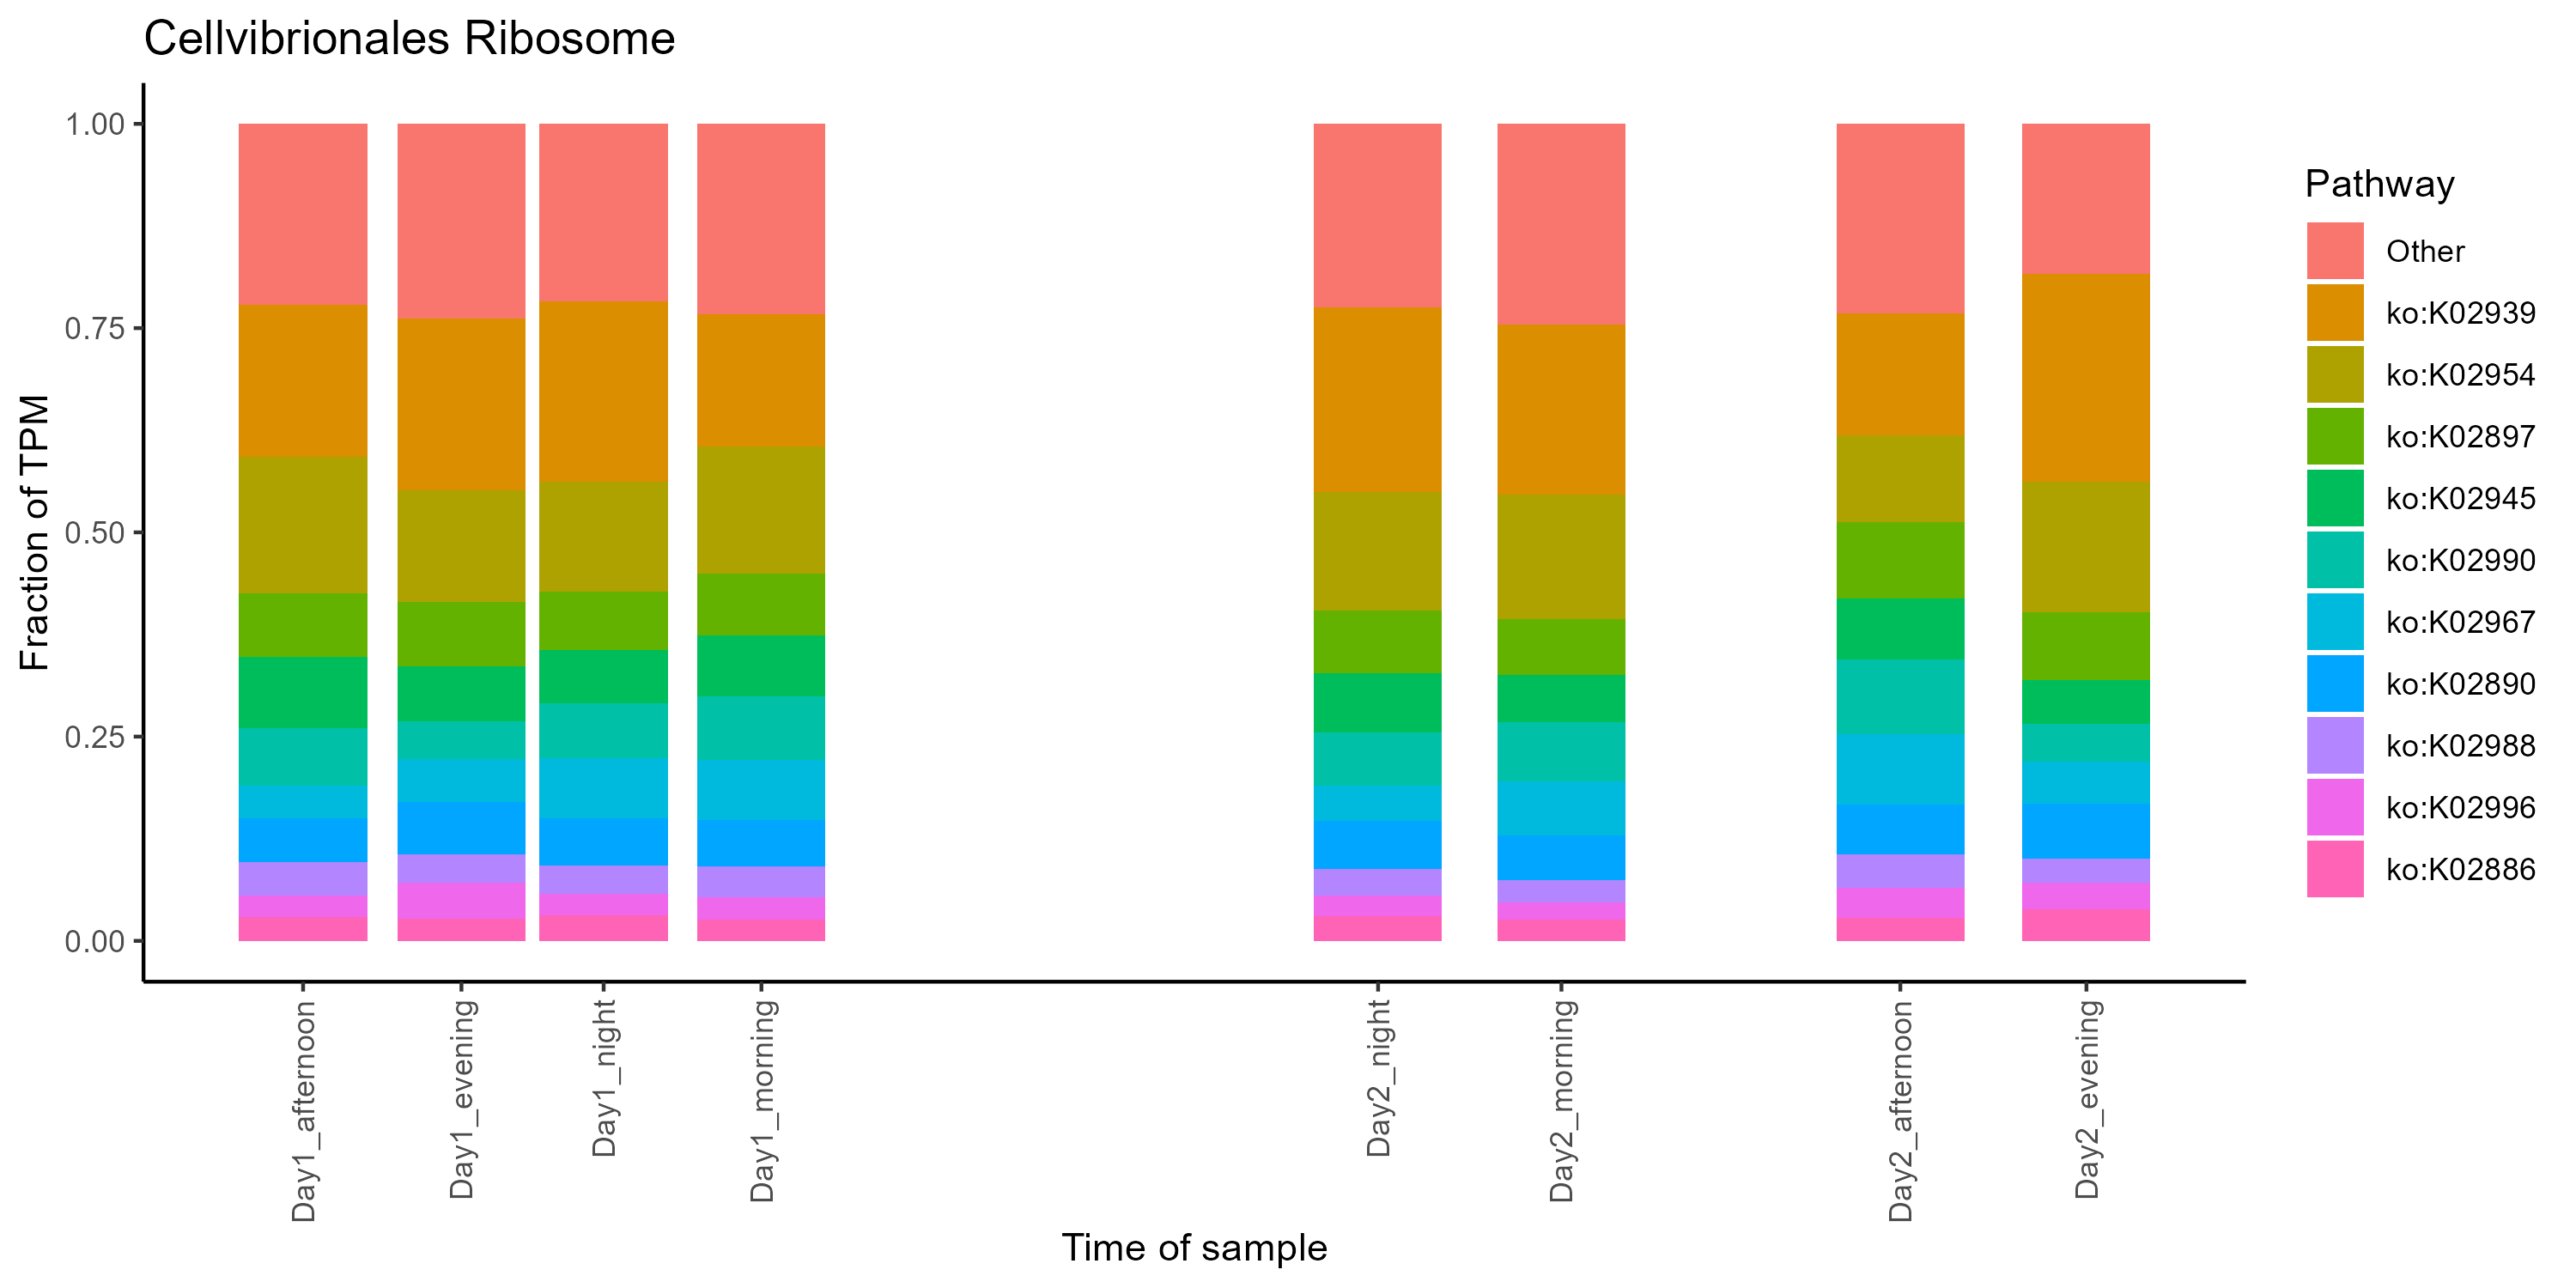 Cellvibrionales Ribosome
Fraction of TPM
1.00
0.75
0.50
0.25
0.00
Day1_afternoon
Day1_evening
Day1_night
Day1_morning
Day2_night
Day2_morning
Day2_afternoon
Day2_evening
Time of sample
Pathway
Other
ko:K02939
ko:K02954
ko:K02897
ko:K02945
ko:K02990
ko:K02967
ko:K02890
ko:K02988
ko:K02996
ko:K02886